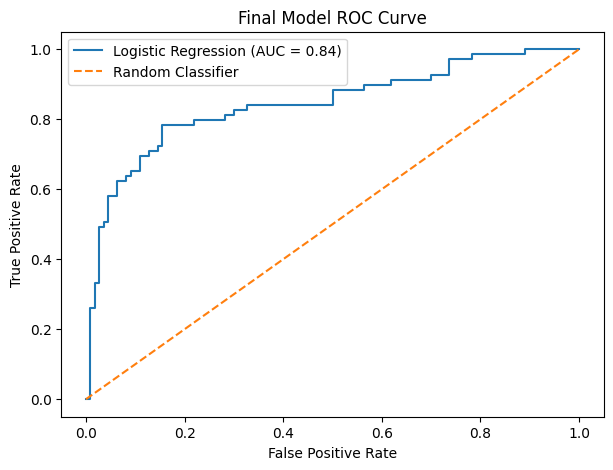 Final Model ROC Curve
Logistic Regression (AUC = 0.84)
Random Classifier
True Positive Rate
1.0
0.8
0.6
0.4
0.2
0.0
0.0 0.2 0.4 0.6 0.8 1.0
False Positive Rate